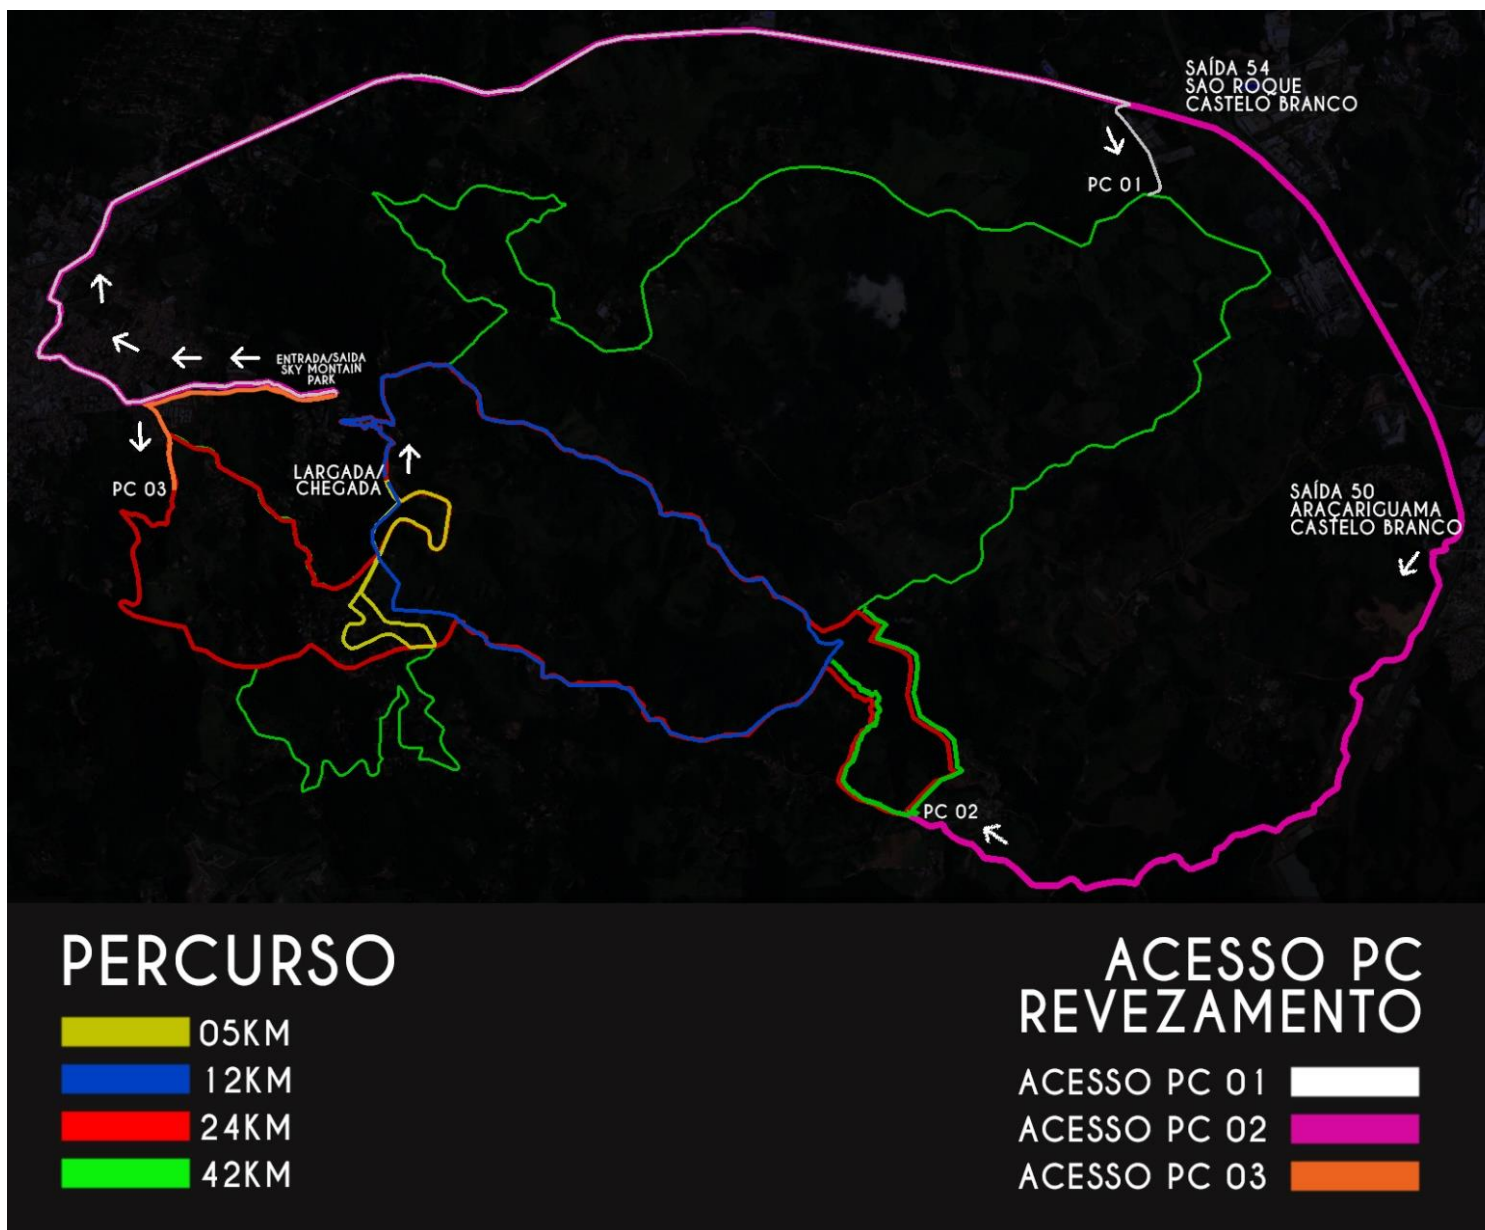 SAÍDA 54
SAO ROQUE
CASTELO BRANCO
PC 01
ENTRADA/SAIDA
SKY MONTAIN
PARK
LARGADA/
CHEGADA
PC 03
SAÍDA 50
ARAÇARIGUAMA
CASTELO BRANCO
PC 02
PERCURSO
05KM
12KM
24KM
42KM
ACESSO PC
REVEZAMENTO
ACESSO PC 01
ACESSO PC 02
ACESSO PC 03